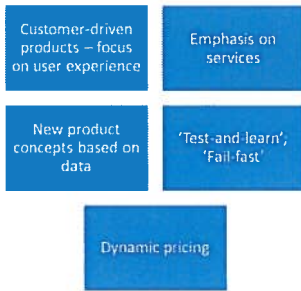 Customer-driven
products – focus
on user experience
Emphasis on
services
New product
concepts based on
data
‘Test-and-learn’;
‘Fail-fast’
Dynamic pricing